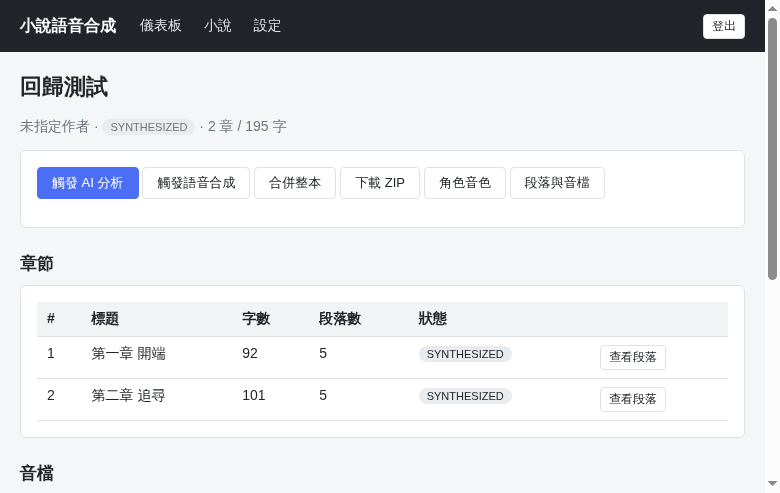 小說語音合成 儀表板 小說 設定 登出
回歸測試
未指定作者 · SYNTHESIZED · 2 章 / 195 字
觸發 AI 分析 觸發語音合成 合併整本 下載 ZIP 角色音色 段落與音檔
章節
# 標題 字數 段落數 狀態
1 第一章 開端 92 5 SYNTHESIZED 查看段落
2 第二章 追尋 101 5 SYNTHESIZED 查看段落
音檔